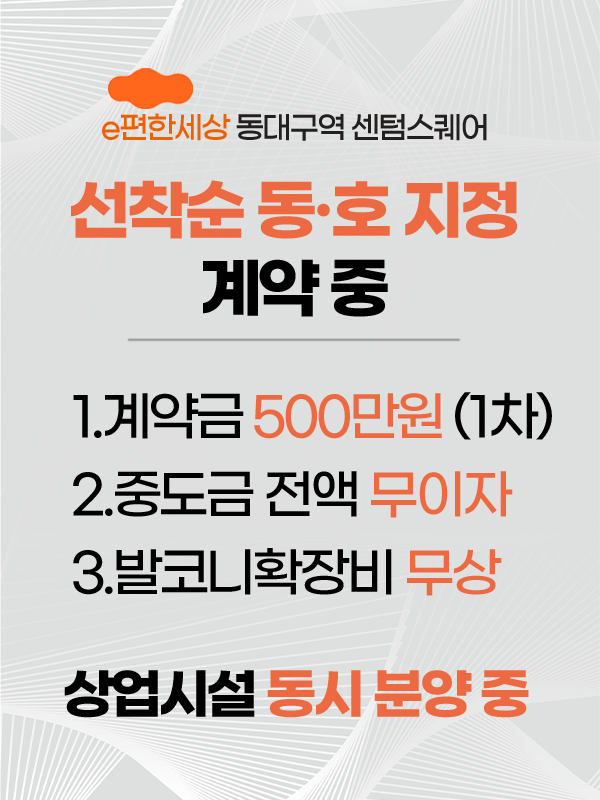 e편한세상 동대구역 센텀스퀘어
선착순 동·호 지정
계약 중
1.계약금 500만원 (1차)
2.중도금 전액 무이자
3.발코니확장비 무상
상업시설 동시 분양 중